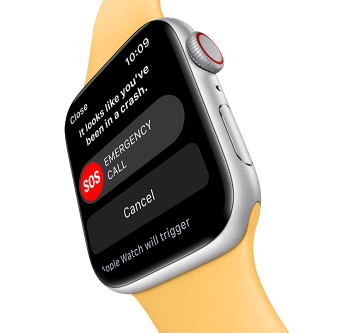 10:09
Close
It looks like you've
been in a crash.
SOS
EMERGENCY
CALL
Cancel
Apple Watch will trigger